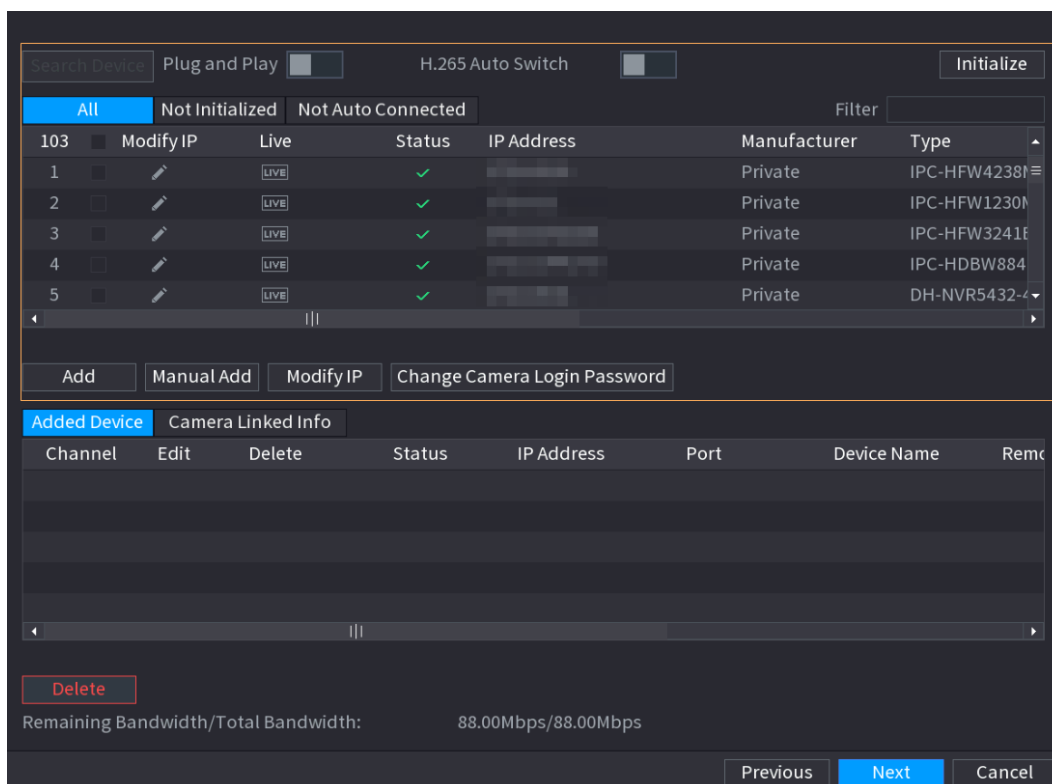 Search Device Plug and Play H.265 Auto Switch Initialize
All Not Initialized Not Auto Connected Filter
103 Modify IP Live Status IP Address Manufacturer Type
1 LIVE Private IPC-HFW4238
2 LIVE Private IPC-HFW1230
3 LIVE Private IPC-HFW3241
4 LIVE Private IPC-HDBW884
5 LIVE Private DH-NVR5432-
Add Manual Add Modify IP Change Camera Login Password
Added Device Camera Linked Info
Channel Edit Delete Status IP Address Port Device Name Remo
Delete
Remaining Bandwidth/Total Bandwidth: 88.00Mbps/88.00Mbps
Previous Next Cancel